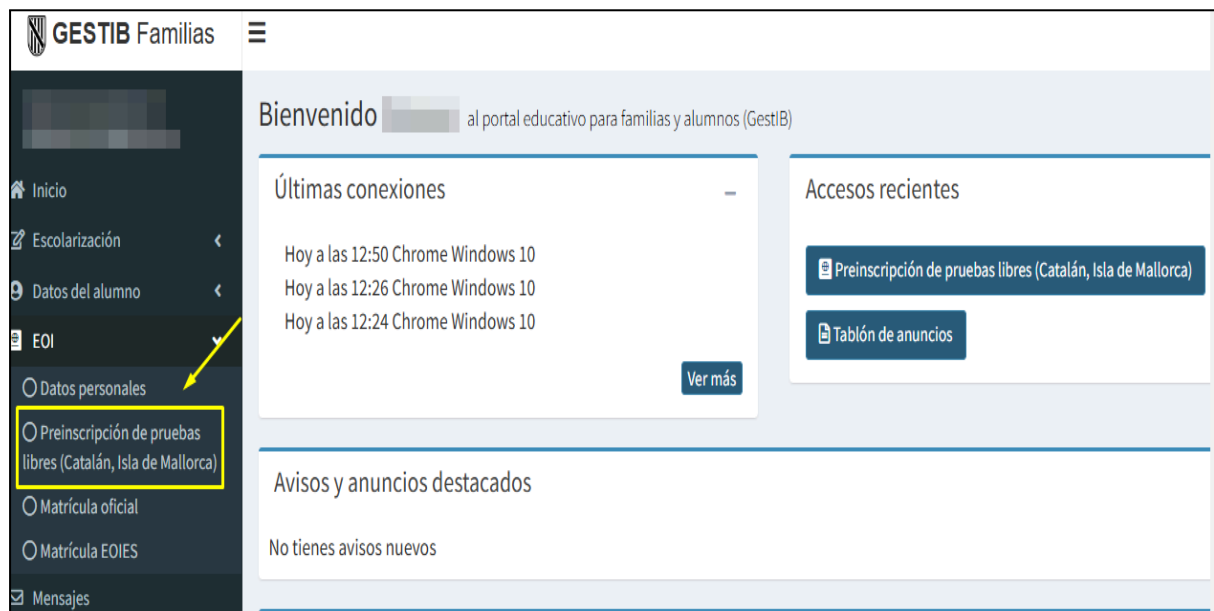 GESTIB Familias
Inicio
Escolarización
Datos del alumno
EOI
Datos personales
Preinscripción de pruebas
libres (Catalán, Isla de Mallorca)
Matrícula oficial
Matrícula EOIES
Mensajes
Bienvenido al portal educativo para familias y alumnos (GestIB)
Últimas conexiones
Hoy a las 12:50 Chrome Windows 10
Hoy a las 12:26 Chrome Windows 10
Hoy a las 12:24 Chrome Windows 10
Ver más
Accesos recientes
Preinscripción de pruebas libres (Catalán, Isla de Mallorca)
Tablón de anuncios
Avisos y anuncios destacados
No tienes avisos nuevos